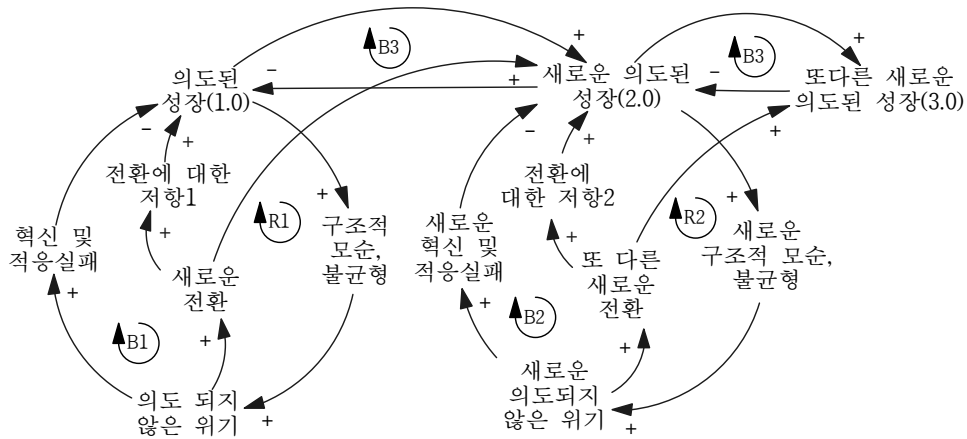 B3
B3
+
+
의도된
성장(1.0)
−
+
새로운 의도된
성장(2.0)
−
또다른 새로운
의도된 성장(3.0)
−
+
−
+
+
전환에 대한
저항1
전환에
대한 저항2
+
+
R1
R2
혁신 및
적응실패
+
+
구조적
모순,
불균형
새로운
혁신 및
적응실패
+
+
새로운
구조적 모순,
불균형
새로운
전환
또 다른
새로운
전환
+
B1
B2
+
+
의도 되지
않은 위기
+
새로운
의도되지
않은 위기
+